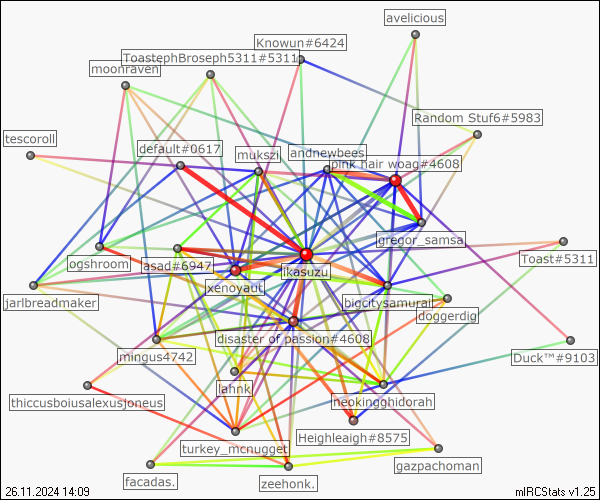 avelicious
Knowun#6424
ToastephBroseph5311#5311
moonraven
Random Stuf6#5983
tescoroll
default#0617
mukszi
andnewbees
pink hair woag#4608
gregor_samsa
ogshroom
asad#6947
ikasuzu
Toast#5311
xenoyaut
jarlbreadmaker
bigcitysamurai
doggerdig
disaster of passion#4608
mingus4742
Duck™#9103
lahnk
thiccusboiusalexusjoneus
neokingghidorah
Heighleagh#8575
turkey_mcnugget
gazpachoman
facadas.
zeehonk.
26.11.2024 14:09
mIRCStats v1.25